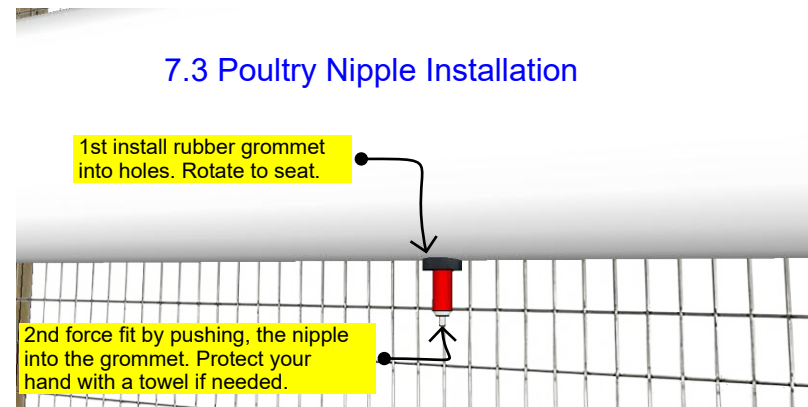 7.3 Poultry Nipple Installation
1st install rubber grommet
into holes. Rotate to seat.
2nd force fit by pushing, the nipple
into the grommet. Protect your
hand with a towel if needed.